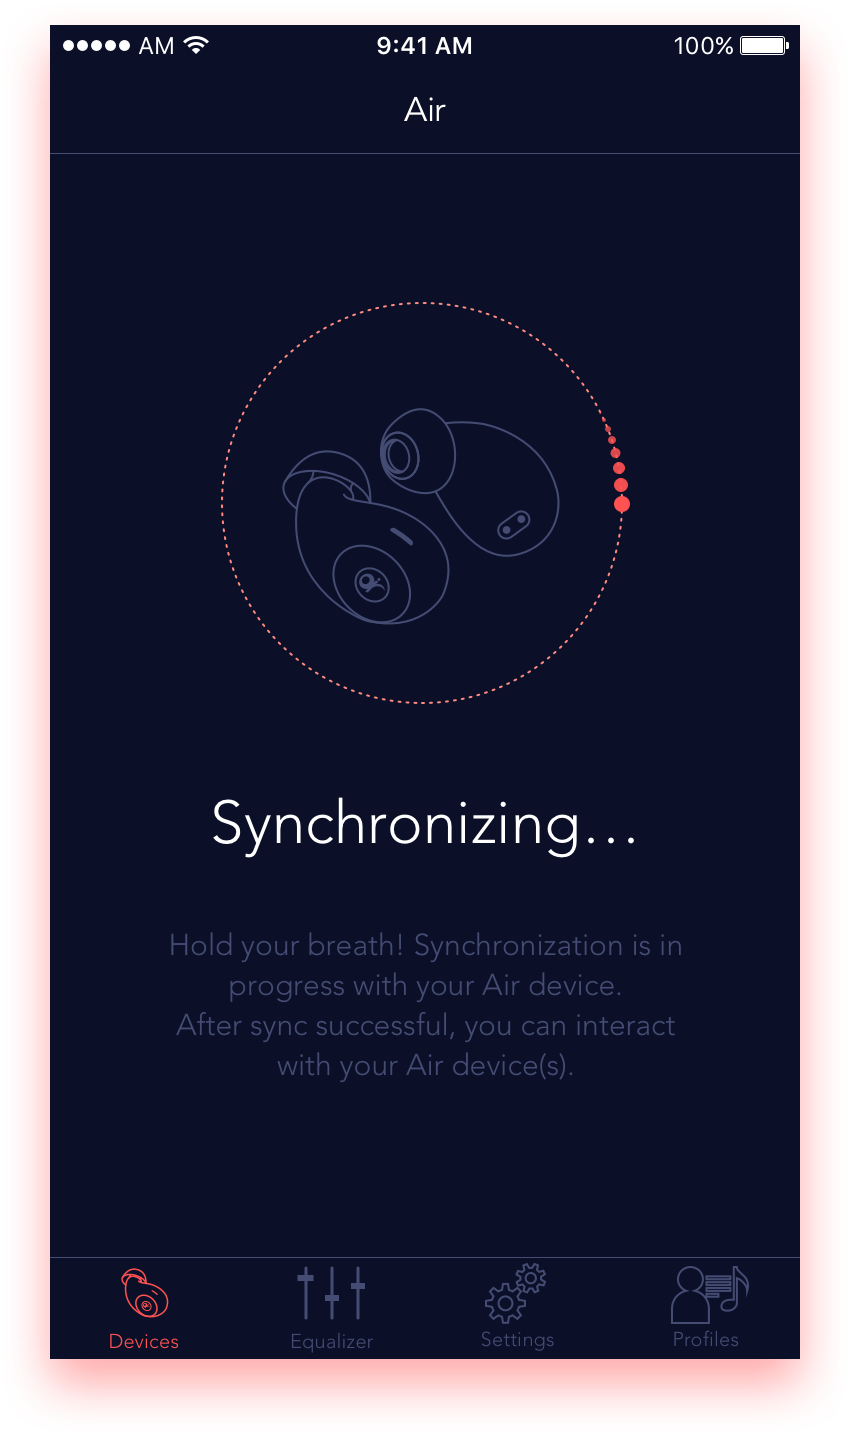 AM 9:41 AM 100%
Air
Synchronizing...
Hold your breath! Synchronization is in
progress with your Air device.
After sync successful, you can interact
with your Air device(s).
Devices Equalizer Settings Profiles